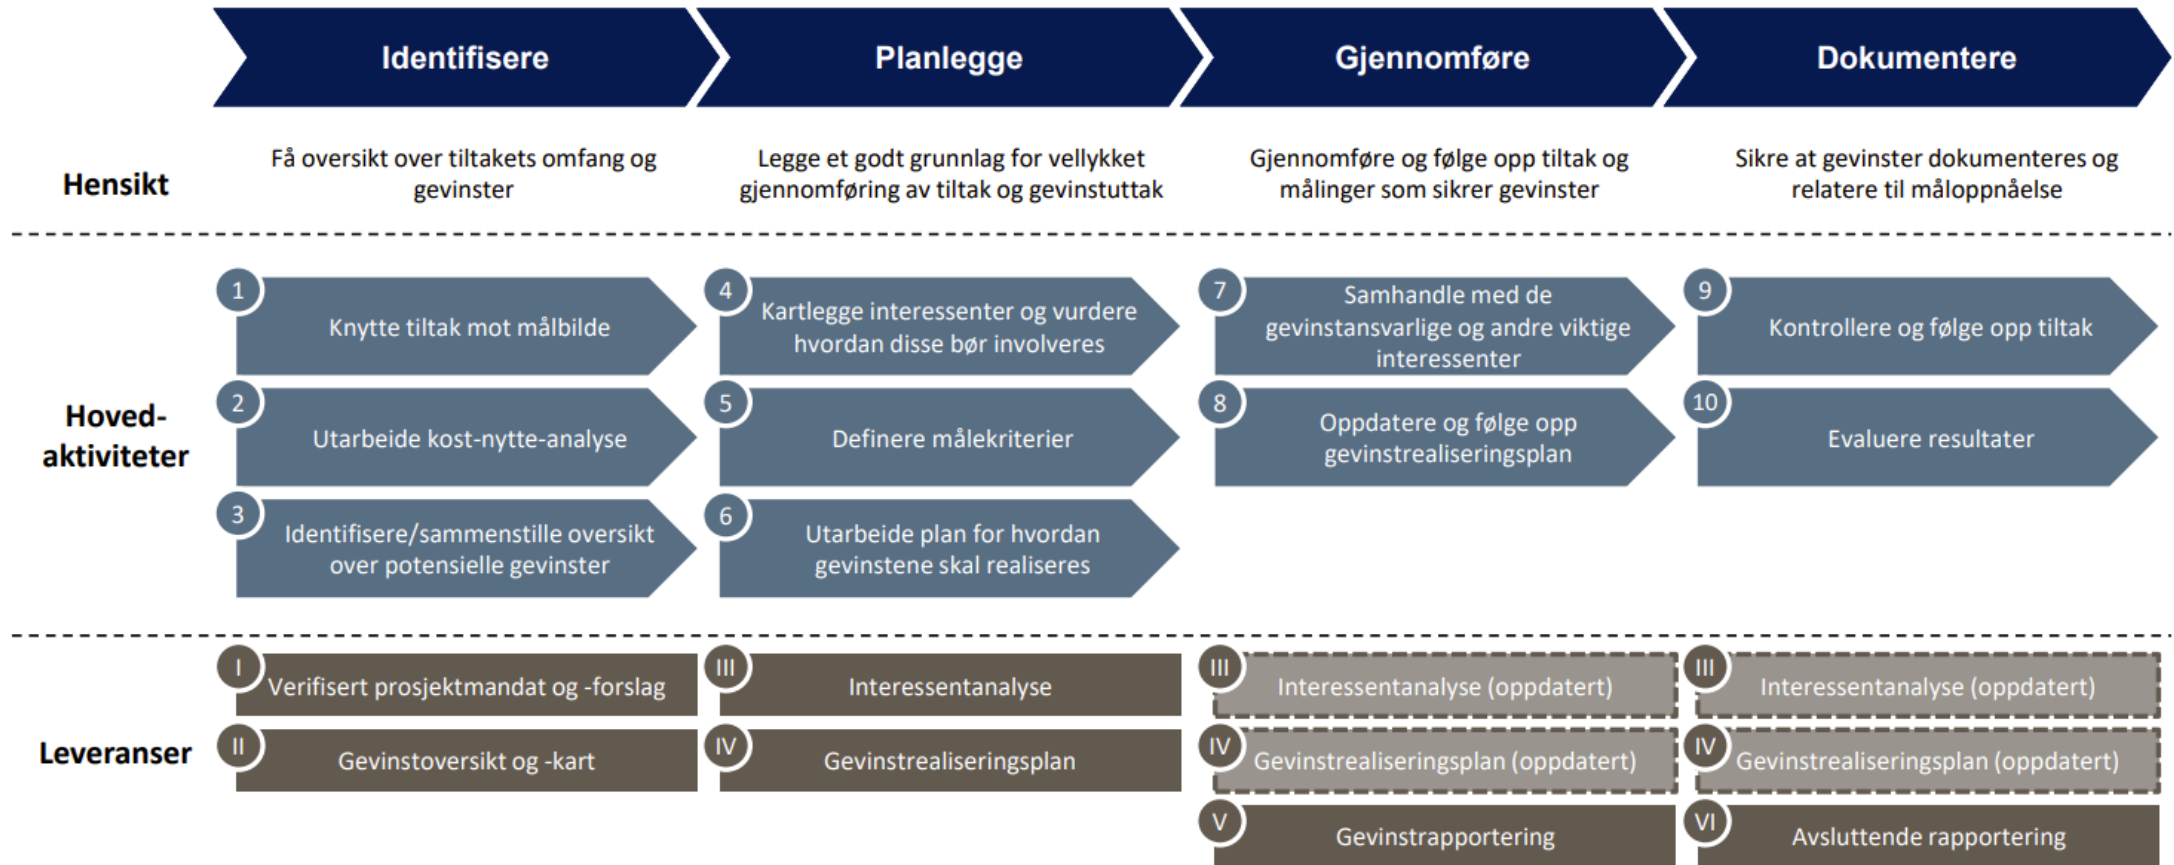 Identifisere
Planlegge
Gjennomføre
Dokumentere
Hensikt
Få oversikt over tiltakets omfang og
gevinster
Legge et godt grunnlag for vellykket
gjennomføring av tiltak og gevinstuttak
Gjennomføre og følge opp tiltak og
målinger som sikrer gevinster
Sikre at gevinster dokumenteres og
relatere til måloppnåelse
Hoved-
aktiviteter
1
Knytte tiltak mot målbilde
2
Utarbeide kost-nytte-analyse
3
Identifisere/sammenstille oversikt
over potensielle gevinster
4
Kartlegge interessenter og vurdere
hvordan disse bør involveres
5
Definere målekriterier
6
Utarbeide plan for hvordan
gevinstene skal realiseres
7
Samhandle med de
gevinstansvarlige og andre viktige
interessenter
8
Oppdatere og følge opp
gevinstrealiseringsplan
9
Kontrollere og følge opp tiltak
10
Evaluere resultater
Leveranser
I
Verifisert prosjektmandat og -forslag
II
Gevinstoversikt og -kart
III
Interessentanalyse
IV
Gevinstrealiseringsplan
III
Interessentanalyse (oppdatert)
IV
Gevinstrealiseringsplan (oppdatert)
V
Gevinstrapportering
III
Interessentanalyse (oppdatert)
IV
Gevinstrealiseringsplan (oppdatert)
VI
Avsluttende rapportering